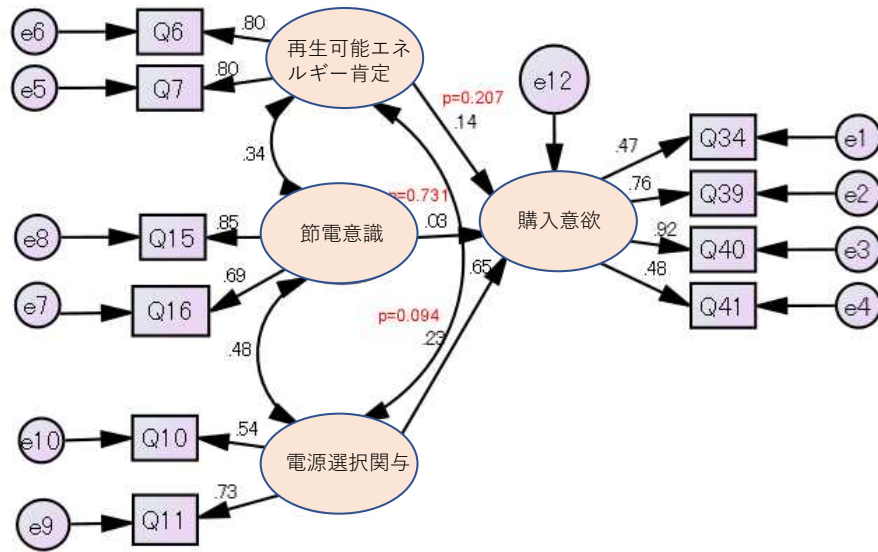 e6
Q6
.80
再生可能エネ
ルギー肯定
e5
Q7
.80
p=0.207
.14
e12
.34
Q34
.47
e1
p=0.731
.03
Q39
.76
e2
e8
Q15
.85
節電意識
購入意欲
Q40
.92
e3
e7
Q16
.69
.65
Q41
.48
e4
p=0.094
.23
.48
e10
Q10
.54
電源選択関与
e9
Q11
.73